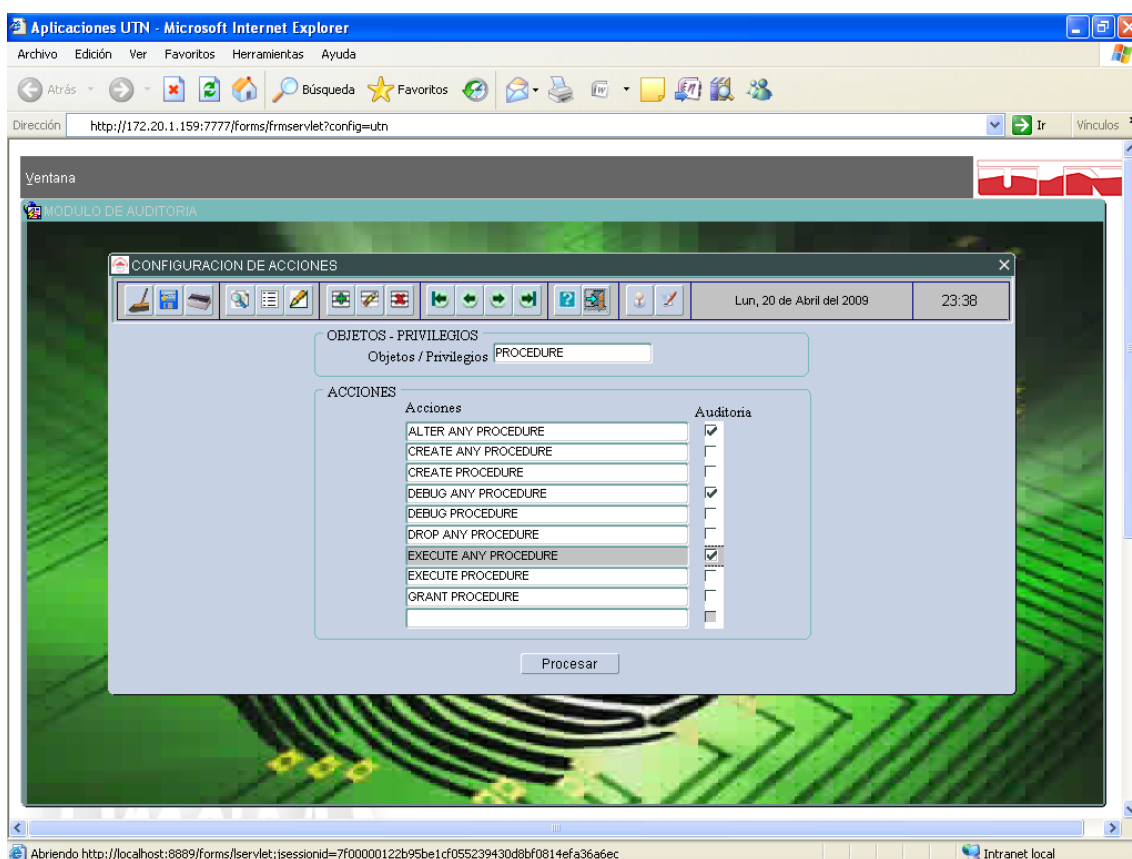 Aplicaciones UTN - Microsoft Internet Explorer
Archivo Edición Ver Favoritos Herramientas Ayuda
Atrás Búsqueda Favoritos
Dirección http://172.20.1.159:7777/forms/frmservlet?config=utn Ir Vínculos
Ventana
MODULO DE AUDITORIA
CONFIGURACION DE ACCIONES
Lun, 20 de Abril del 2009 23:38
OBJETOS - PRIVILEGIOS
Objetos / Privilegios PROCEDURE
ACCIONES
Acciones Auditoria
ALTER ANY PROCEDURE
CREATE ANY PROCEDURE
CREATE PROCEDURE
DEBUG ANY PROCEDURE
DEBUG PROCEDURE
DROP ANY PROCEDURE
EXECUTE ANY PROCEDURE
EXECUTE PROCEDURE
GRANT PROCEDURE
Procesar
Abriendo http://localhost:8889/forms/lservlet;jsessionid=7f00000122b95be1cf055239430d8bf0814efa36a6ec Intranet local